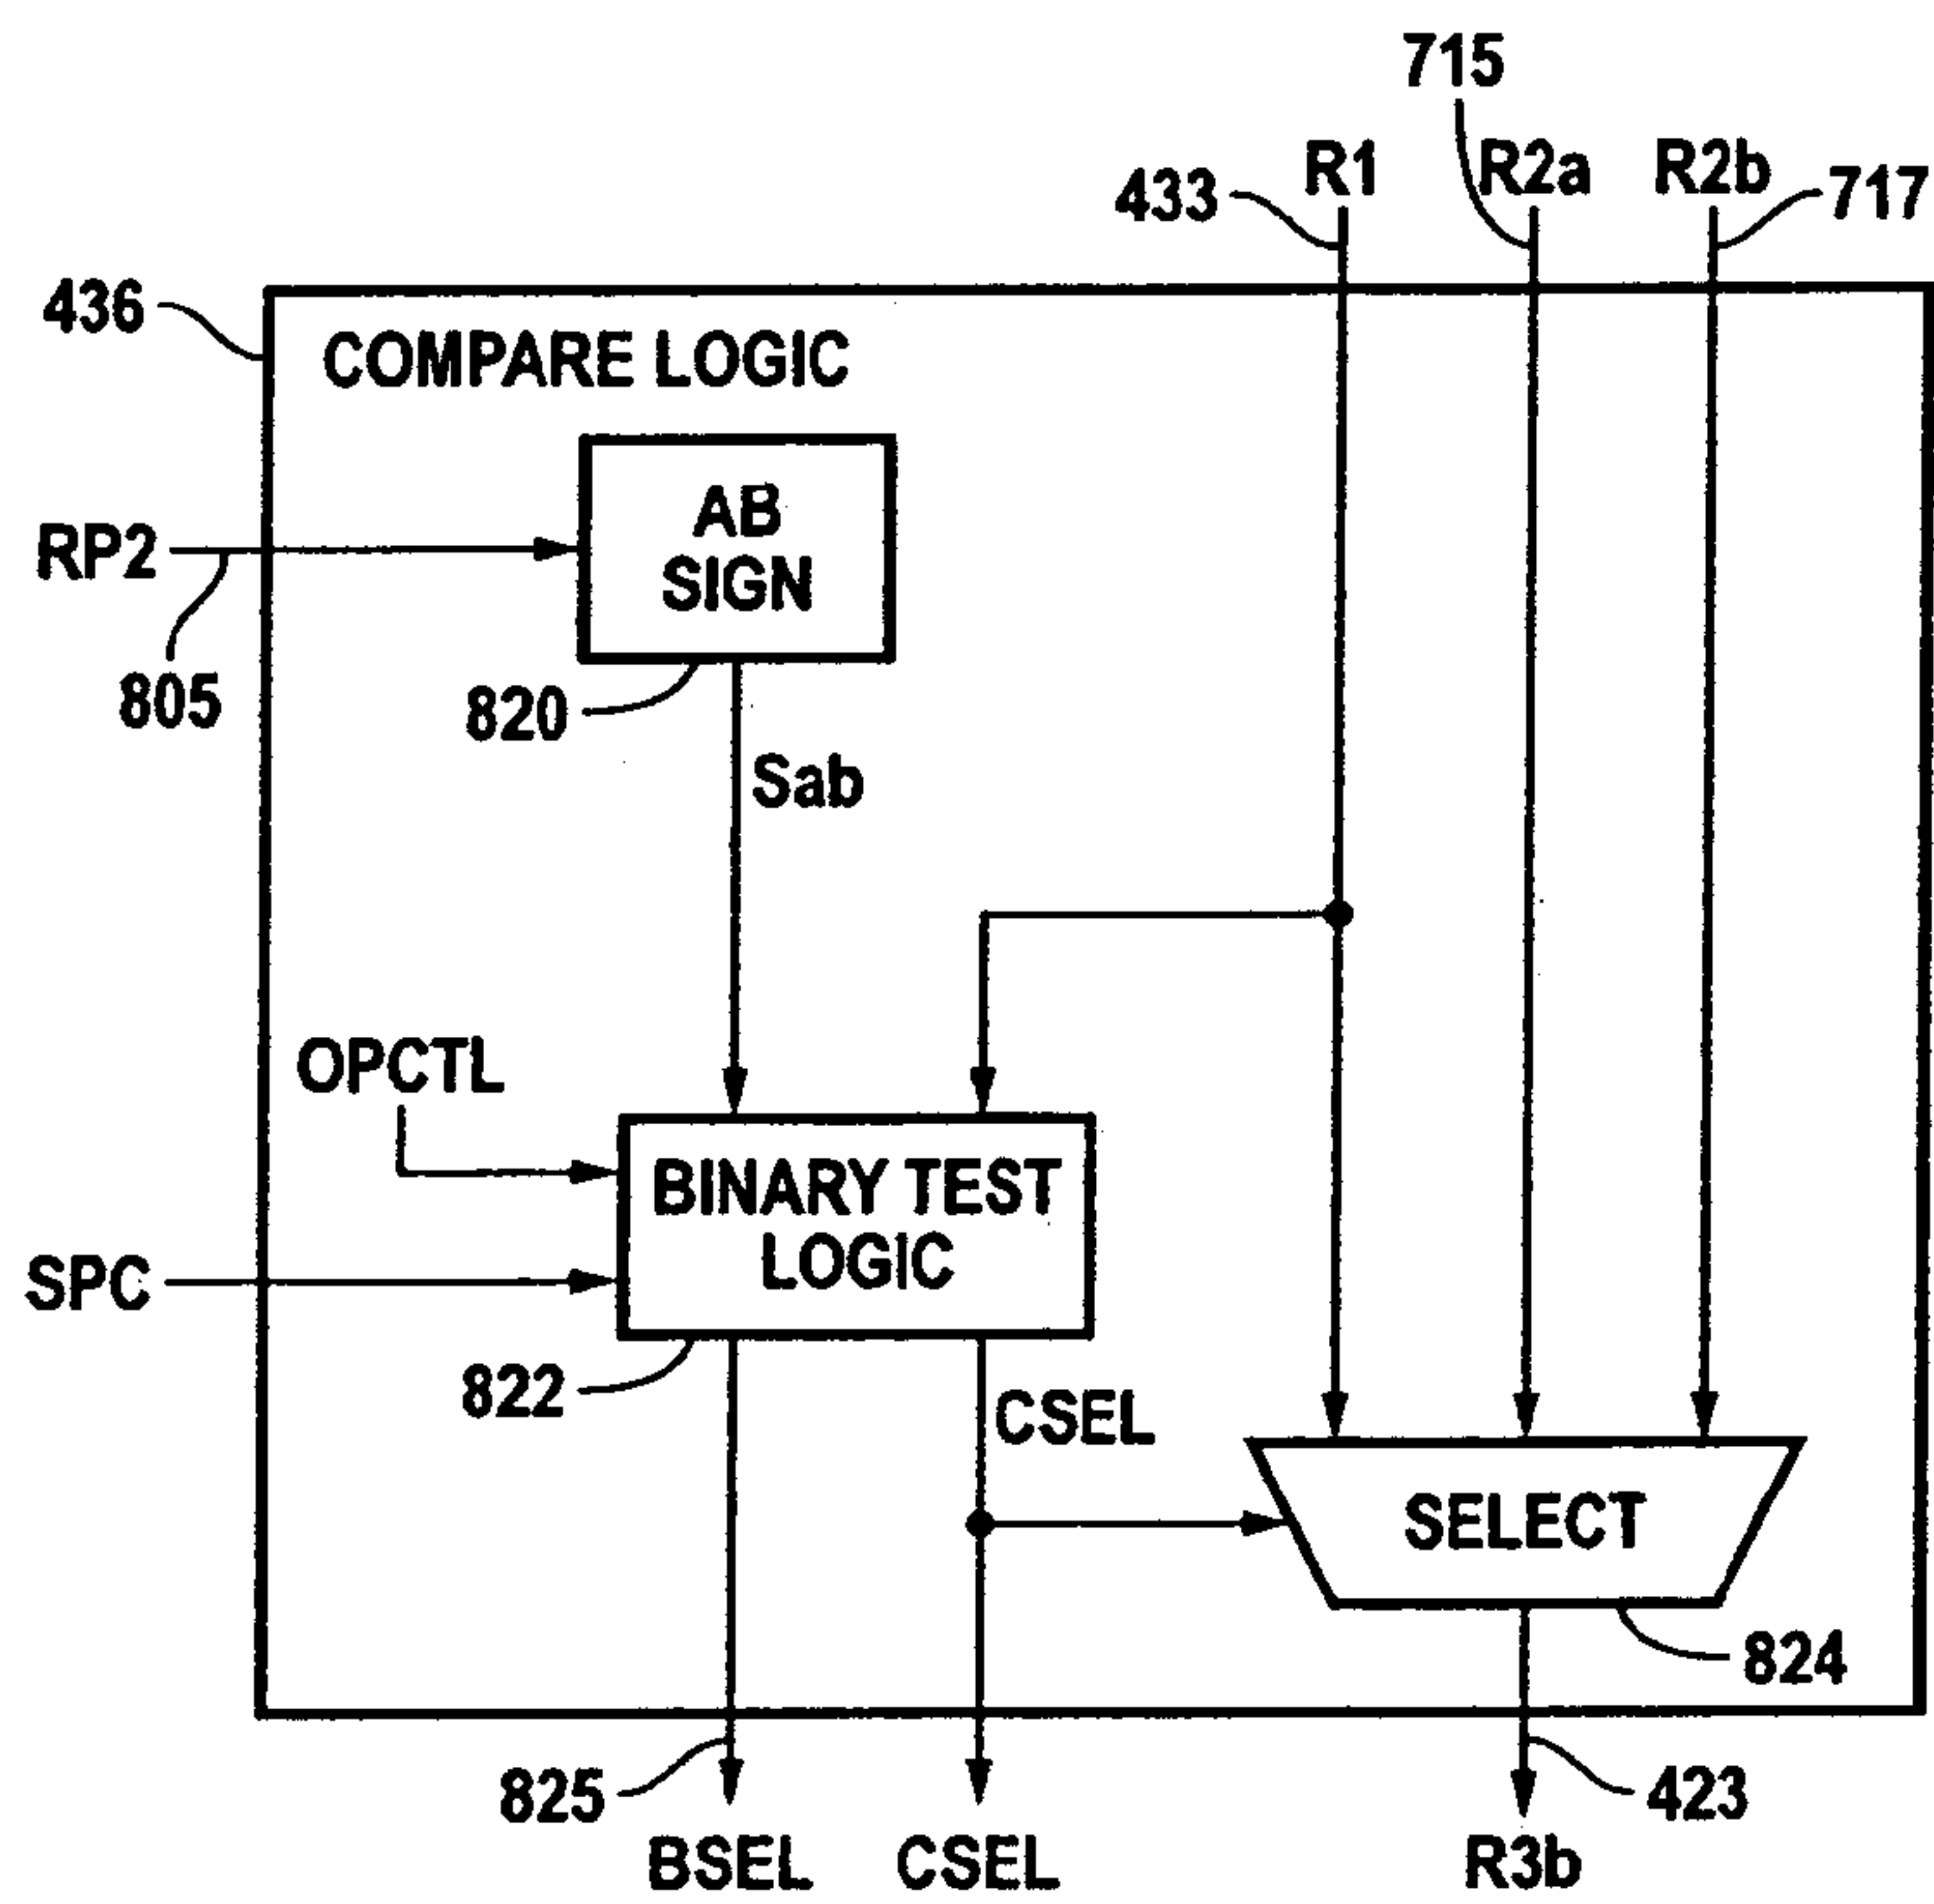 715
R1
R2a
R2b
433
717
436
COMPARE LOGIC
AB
SIGN
RP2
805
820
Sab
OPCTL
BINARY TEST
LOGIC
SPC
822
CSEL
SELECT
824
825
423
BSEL
CSEL
R3b